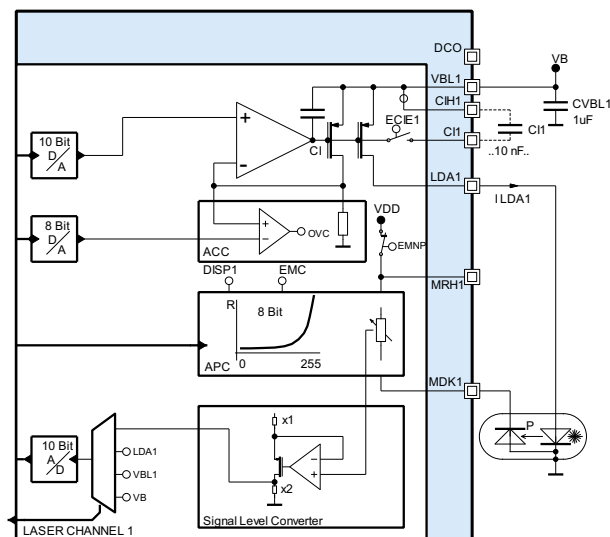 DCO
VB
VBL1
CIH1
CVBL1
1uF
ECIE1
CI1
CI1
..10 nF..
CI
+
-
10 Bit
D/A
LDA1
I LDA1
8 Bit
D/A
+
-
OVC
ACC
VDD
EMNP
DISP1
EMC
MRH1
R
8 Bit
0
255
APC
MDK1
P
10 Bit
A/D
LDA1
VBL1
VB
x1
-
+
x2
Signal Level Converter
LASER CHANNEL 1